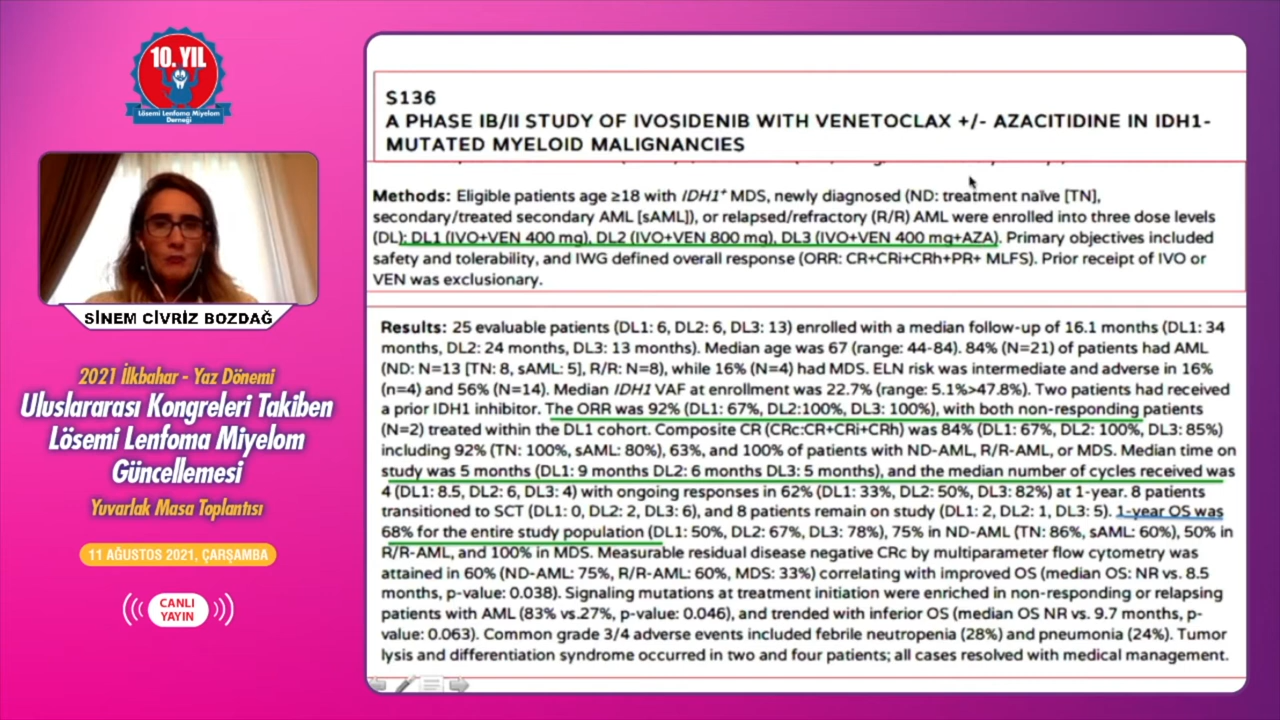 10. YIL
Lösemi Lenfoma Miyelom
Derneği
SİNEM CİVRİZ BOZDAĞ
2021 İlkbahar - Yaz Dönemi
Uluslararası Kongreleri Takiben
Lösemi Lenfoma Miyelom
Güncellemesi
Yuvarlak Masa Toplantısı
11 AĞUSTOS 2021, ÇARŞAMBA
CANLI
YAYIN
S136
A PHASE IB/II STUDY OF IVOSIDENIB WITH VENETOCLAX +/- AZACITIDINE IN IDH1-
MUTATED MYELOID MALIGNANCIES
Methods: Eligible patients age ≥18 with IDH1+ MDS, newly diagnosed (ND: treatment naïve [TN],
secondary/treated secondary AML [sAML]), or relapsed/refractory (R/R) AML were enrolled into three dose levels
(DL): DL1 (IVO+VEN 400 mg), DL2 (IVO+VEN 800 mg), DL3 (IVO+VEN 400 mg+AZA). Primary objectives included
safety and tolerability, and IWG defined overall response (ORR: CR+CRi+CRh+PR+ MLFS). Prior receipt of IVO or
VEN was exclusionary.
Results: 25 evaluable patients (DL1: 6, DL2: 6, DL3: 13) enrolled with a median follow-up of 16.1 months (DL1: 34
months, DL2: 24 months, DL3: 13 months). Median age was 67 (range: 44-84). 84% (N=21) of patients had AML
(ND: N=13 [TN: 8, sAML: 5], R/R: N=8), while 16% (N=4) had MDS. ELN risk was intermediate and adverse in 16%
(n=4) and 56% (N=14). Median IDH1 VAF at enrollment was 22.7% (range: 5.1%>47.8%). Two patients had received
a prior IDH1 inhibitor. The ORR was 92% (DL1: 67%, DL2:100%, DL3: 100%), with both non-responding patients
(N=2) treated within the DL1 cohort. Composite CR (CRc:CR+CRi+CRh) was 84% (DL1: 67%, DL2: 100%, DL3: 85%)
including 92% (TN: 100%, sAML: 80%), 63%, and 100% of patients with ND-AML, R/R-AML, or MDS. Median time on
study was 5 months (DL1: 9 months DL2: 6 months DL3: 5 months), and the median number of cycles received was
4 (DL1: 8.5, DL2: 6, DL3: 4) with ongoing responses in 62% (DL1: 33%, DL2: 50%, DL3: 82%) at 1-year. 8 patients
transitioned to SCT (DL1: 0, DL2: 2, DL3: 6), and 8 patients remain on study (DL1: 2, DL2: 1, DL3: 5). 1-year OS was
68% for the entire study population (DL1: 50%, DL2: 67%, DL3: 78%), 75% in ND-AML (TN: 86%, sAML: 60%), 50% in
R/R-AML, and 100% in MDS. Measurable residual disease negative CRc by multiparameter flow cytometry was
attained in 60% (ND-AML: 75%, R/R-AML: 60%, MDS: 33%) correlating with improved OS (median OS: NR vs. 8.5
months, p-value: 0.038). Signaling mutations at treatment initiation were enriched in non-responding or relapsing
patients with AML (83% vs.27%, p-value: 0.046), and trended with inferior OS (median OS NR vs. 9.7 months, p-
value: 0.063). Common grade 3/4 adverse events included febrile neutropenia (28%) and pneumonia (24%). Tumor
lysis and differentiation syndrome occurred in two and four patients; all cases resolved with medical management.